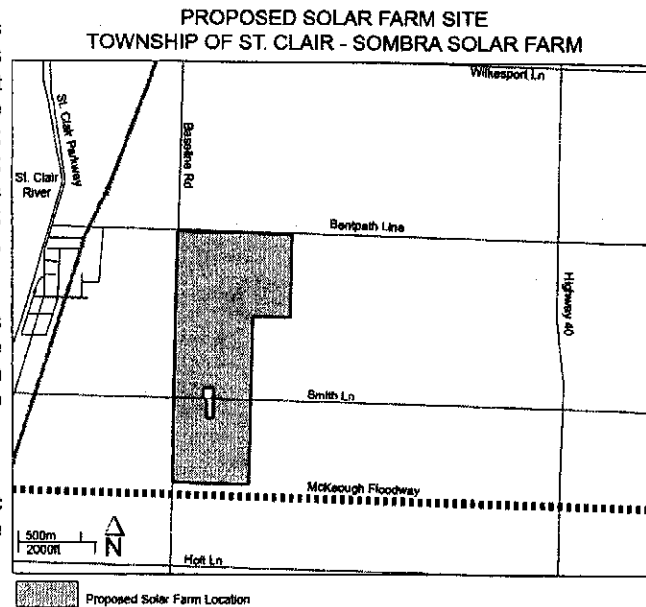 PROPOSED SOLAR FARM SITE
TOWNSHIP OF ST. CLAIR - SOMBRA SOLAR FARM
Wilkesport Ln
St. Clair Parkway
Baseline Rd
St. Clair
River
Bentpath Line
Highway 40
Smith Ln
McKeough Floodway
500m
2000ft
N
Holt Ln
Proposed Solar Farm Location